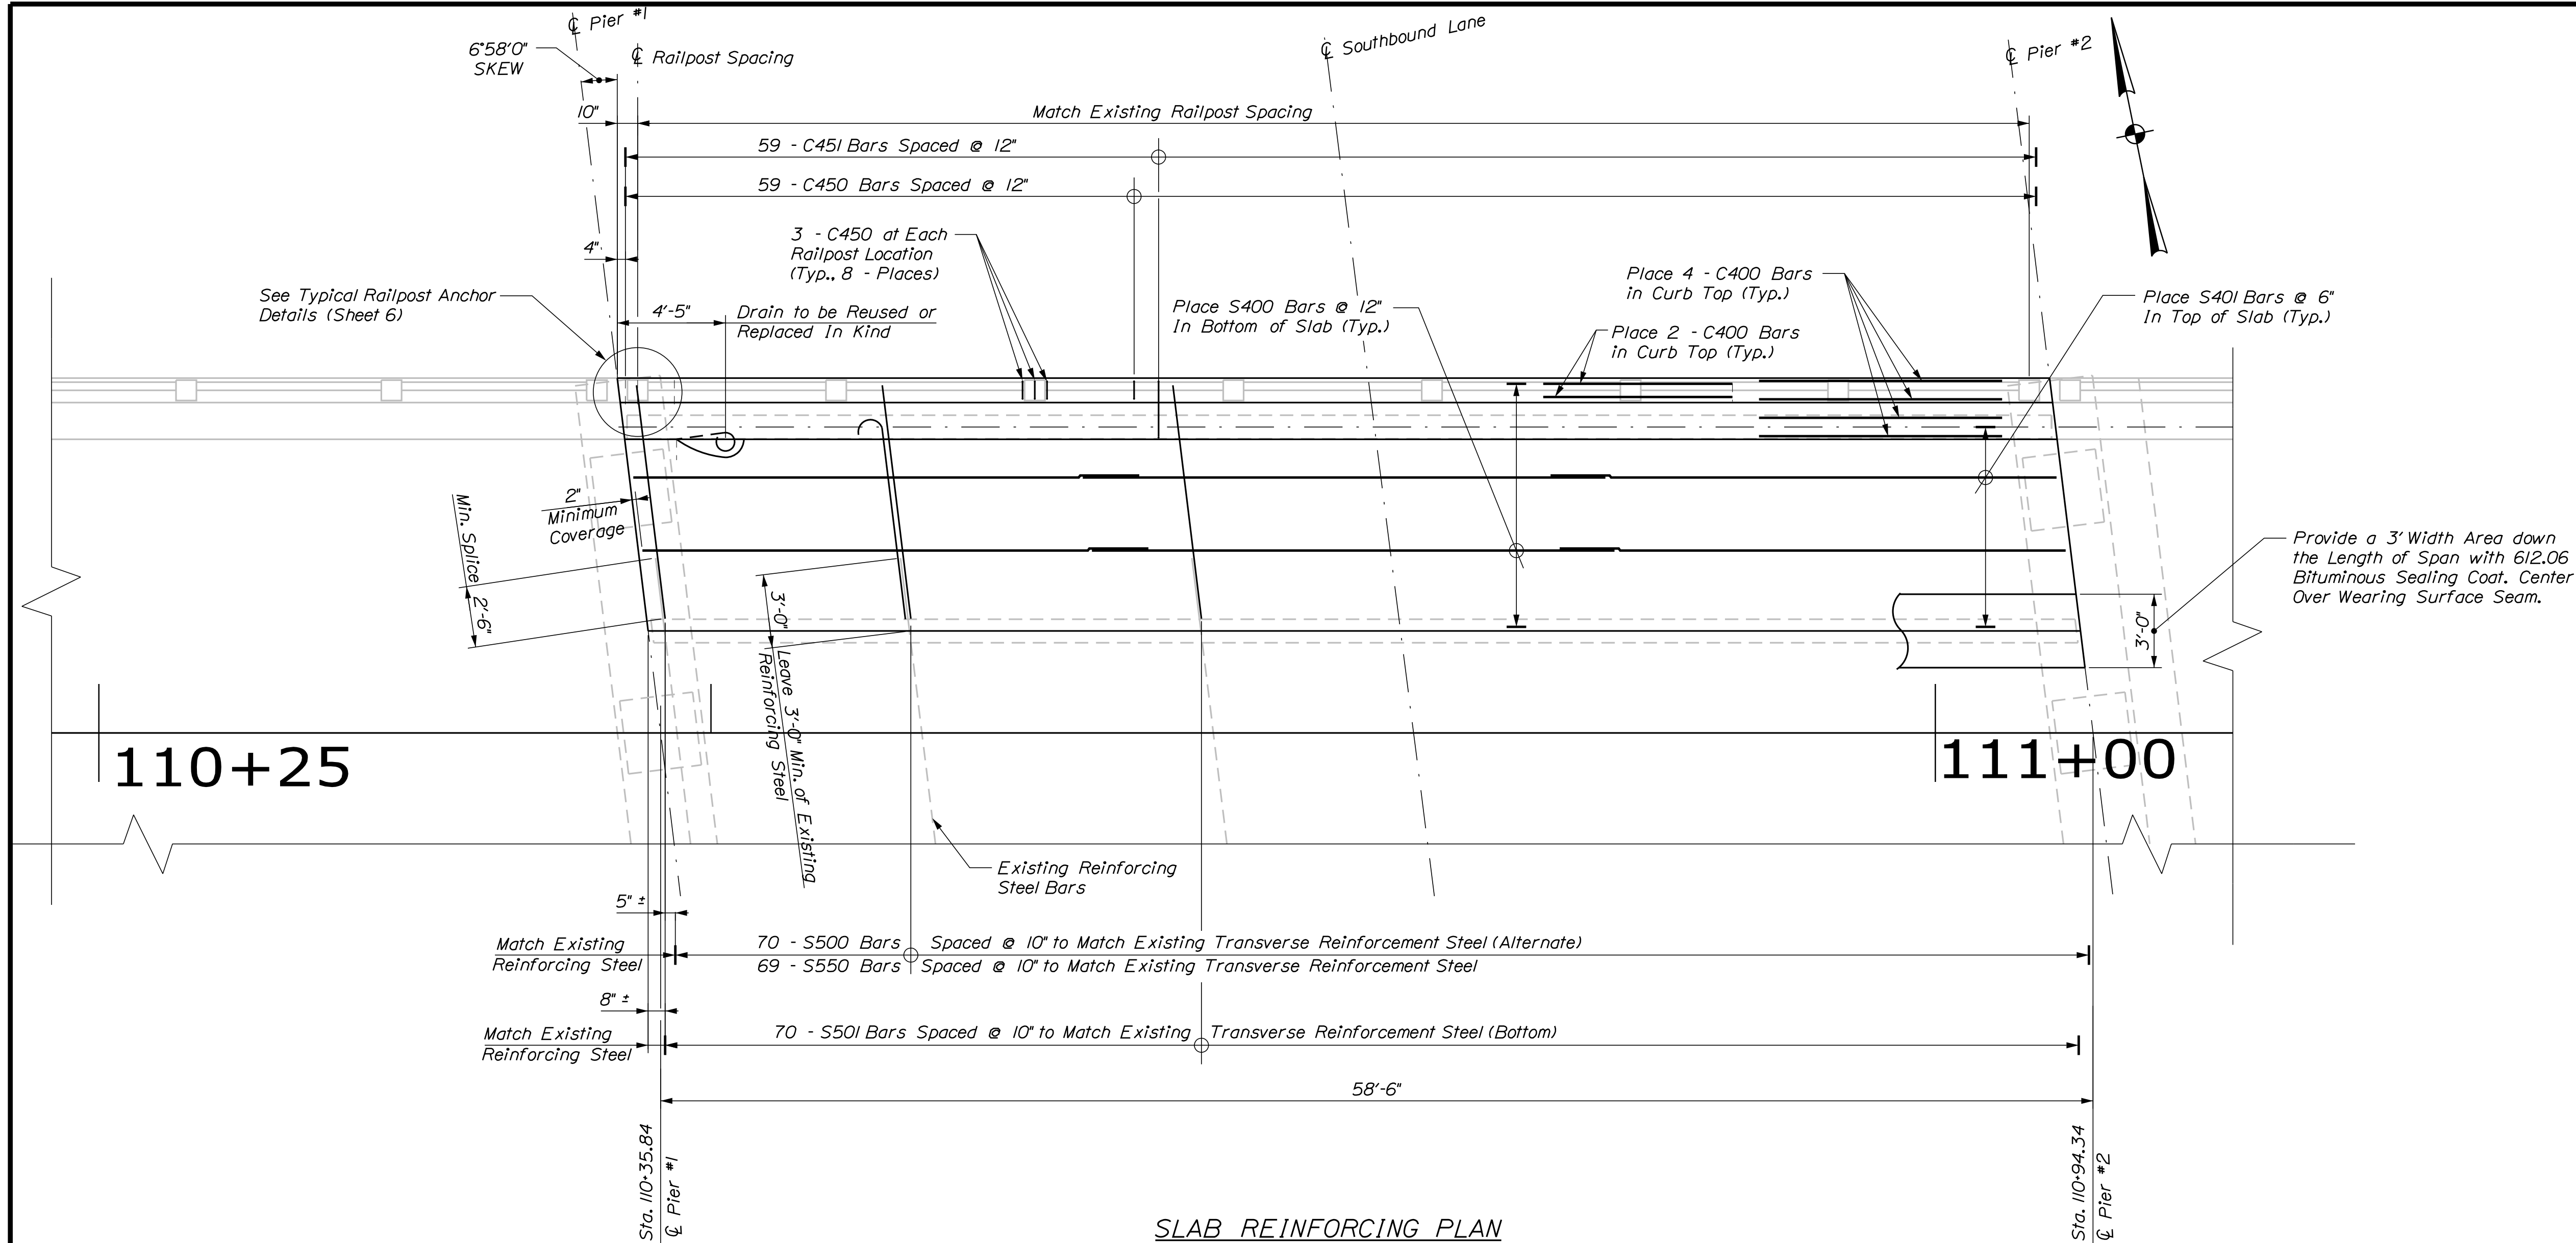 ℄ Pier #1
6°58'0"
SKEW
℄ Railpost Spacing
℄ Southbound Lane
℄ Pier #2
10"
Match Existing Railpost Spacing
59 - C451 Bars Spaced @ 12"
59 - C450 Bars Spaced @ 12"
4"
3 - C450 at Each
Railpost Location
(Typ., 8 - Places)
See Typical Railpost Anchor
Details (Sheet 6)
4'-5"
Drain to be Reused or
Replaced In Kind
Place S400 Bars @ 12"
In Bottom of Slab (Typ.)
Place 4 - C400 Bars
in Curb Top (Typ.)
Place 2 - C400 Bars
in Curb Top (Typ.)
Place S401 Bars @ 6"
In Top of Slab (Typ.)
2"
Minimum
Coverage
Min. Splice
2'-6"
3'-0"
Leave 3'-0" Min. of Existing
Reinforcing Steel
Provide a 3' Width Area down
the Length of Span with 612.06
Bituminous Sealing Coat. Center
Over Wearing Surface Seam.
3'-0"
110+25
111+00
Existing Reinforcing
Steel Bars
5" ±
Match Existing
Reinforcing Steel
70 - S500 Bars Spaced @ 10" to Match Existing Transverse Reinforcement Steel (Alternate)
69 - S550 Bars Spaced @ 10" to Match Existing Transverse Reinforcement Steel
8" ±
Match Existing
Reinforcing Steel
70 - S501 Bars Spaced @ 10" to Match Existing Transverse Reinforcement Steel (Bottom)
58'-6"
Sta. 110+35.84
℄ Pier #1
Sta. 110+94.34
℄ Pier #2
SLAB REINFORCING PLAN